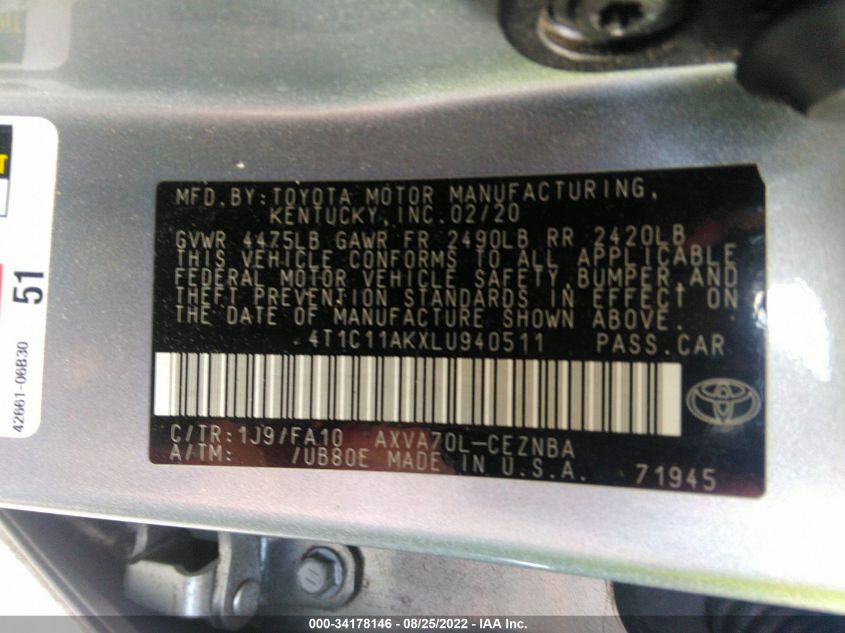 MFD.BY:TOYOTA MOTOR MANUFACTURING,
KENTUCKY,INC.02/20
GVWR 4475LB GAWR FR 2490LB RR 2420LB
THIS VEHICLE CONFORMS TO ALL APPLICABLE
FEDERAL MOTOR VEHICLE SAFETY,BUMPER,AND
THEFT PREVENTION STANDARDS IN EFFECT ON
THE DATE OF MANUFACTURE SHOWN ABOVE.
4T1C11AKXLU940511 PASS.CAR
C/TR:1J9/FA10 AXVA70L-CEZNBA
A/TM: /UB80E MADE IN U.S.A. 71945
51
42661-06B30
000-34178146 - 08/25/2022 - IAA Inc.